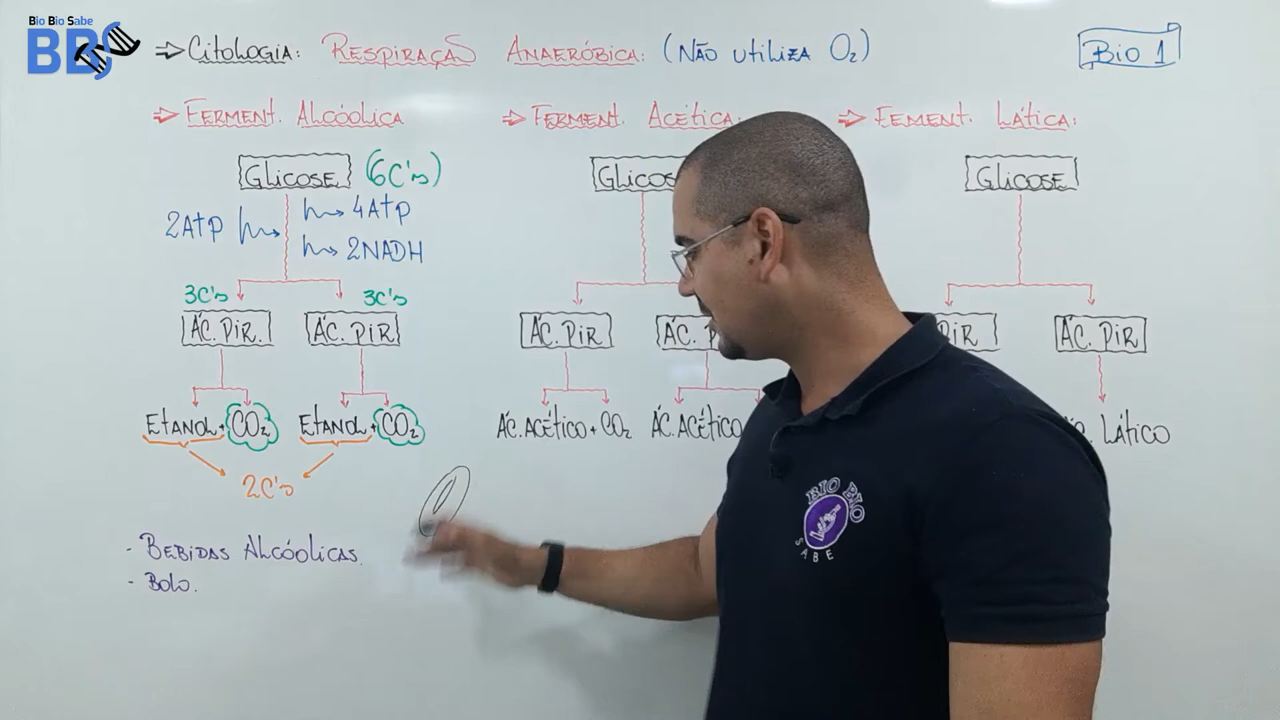 Bio Bio Sabe
BBS
⇒ Citologia: Respiração Anaeróbica: (Não utiliza O₂)
Bio 1
⇒ Ferment. Alcóolica
Glicose (6C's)
2ATP
4ATP
2NADH
3C's
3C's
Ác. Pir.
Ác. Pir
Etanol + CO₂
Etanol + CO₂
2C's
- Bebidas Alcóolicas.
- Bolo.
⇒ Ferment. Acética:
Ác. Pir
Ác. Acético + CO₂
Ác. Acético
⇒ Fement. Lática:
Glicose
Pir
Ác. Pir
Lático
BIO BIO
SABE